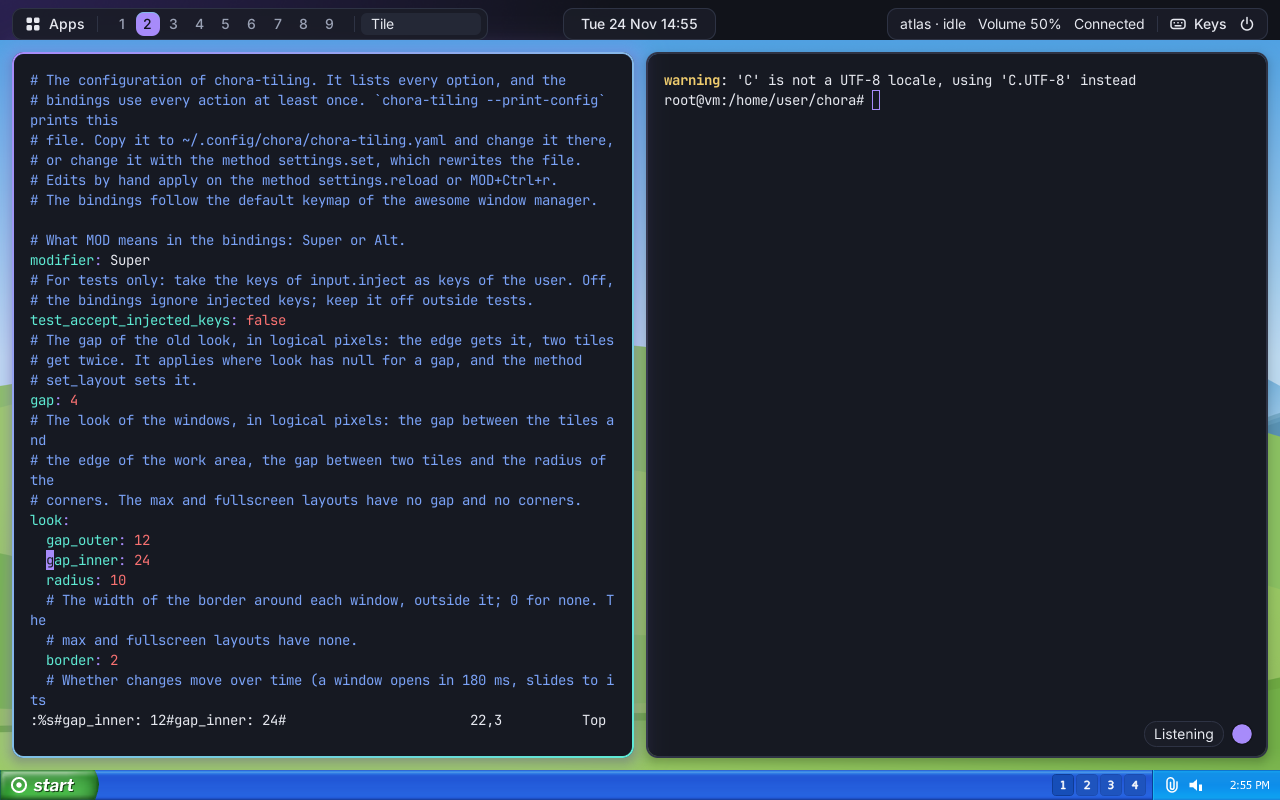 Apps 1 2 3 4 5 6 7 8 9 Tile Tue 24 Nov 14:55 atlas · idle Volume 50% Connected Keys
# The configuration of chora-tiling. It lists every option, and the
# bindings use every action at least once. `chora-tiling --print-config`
prints this
# file. Copy it to ~/.config/chora/chora-tiling.yaml and change it there,
# or change it with the method settings.set, which rewrites the file.
# Edits by hand apply on the method settings.reload or MOD+Ctrl+r.
# The bindings follow the default keymap of the awesome window manager.
# What MOD means in the bindings: Super or Alt.
modifier: Super
# For tests only: take the keys of input.inject as keys of the user. Off,
# the bindings ignore injected keys; keep it off outside tests.
test_accept_injected_keys: false
# The gap of the old look, in logical pixels: the edge gets it, two tiles
# get twice. It applies where look has null for a gap, and the method
# set_layout sets it.
gap: 4
# The look of the windows, in logical pixels: the gap between the tiles a
nd
# the edge of the work area, the gap between two tiles and the radius of
the
# corners. The max and fullscreen layouts have no gap and no corners.
look:
gap_outer: 12
gap_inner: 24
radius: 10
# The width of the border around each window, outside it; 0 for none. T
he
# max and fullscreen layouts have none.
border: 2
# Whether changes move over time (a window opens in 180 ms, slides to i
ts
:%s#gap_inner: 12#gap_inner: 24# 22,3 Top
warning: 'C' is not a UTF-8 locale, using 'C.UTF-8' instead
root@vm:/home/user/chora#
Listening
start 1 2 3 4 2:55 PM